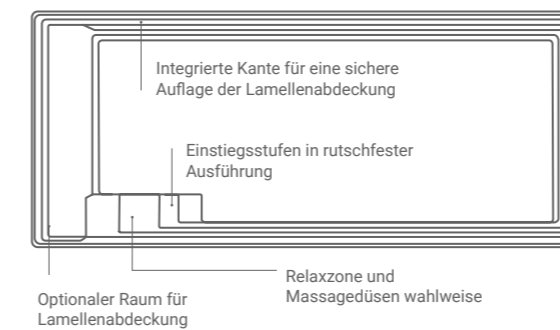 Integrierte Kante für eine sichere
Auflage der Lamellenabdeckung
Einstiegsstufen in rutschfester
Ausführung
Relaxzone und
Massagedüsen wahlweise
Optionaler Raum für
Lamellenabdeckung